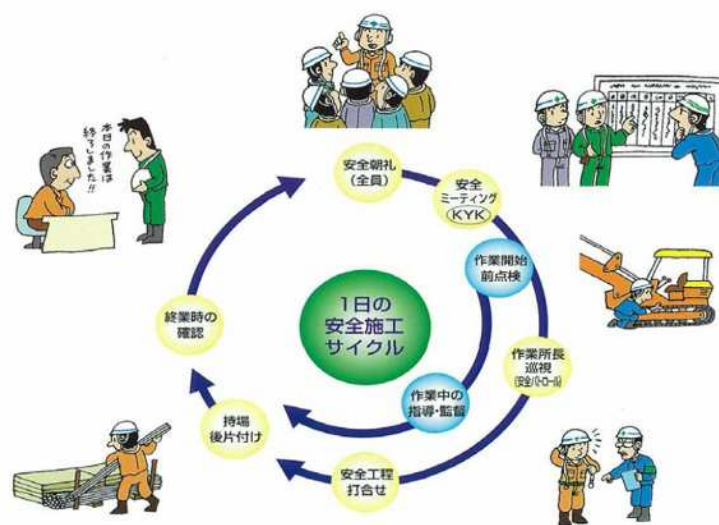 本日の作業は
終了しました!!
安全朝礼
(全員)
安全
ミーティング
KYK
作業開始
前点検
作業所長
巡視
(安全パトロール)
作業中の
指導・監督
安全工程
打合せ
持場
後片付け
終業時の
確認
1日の
安全施工
サイクル